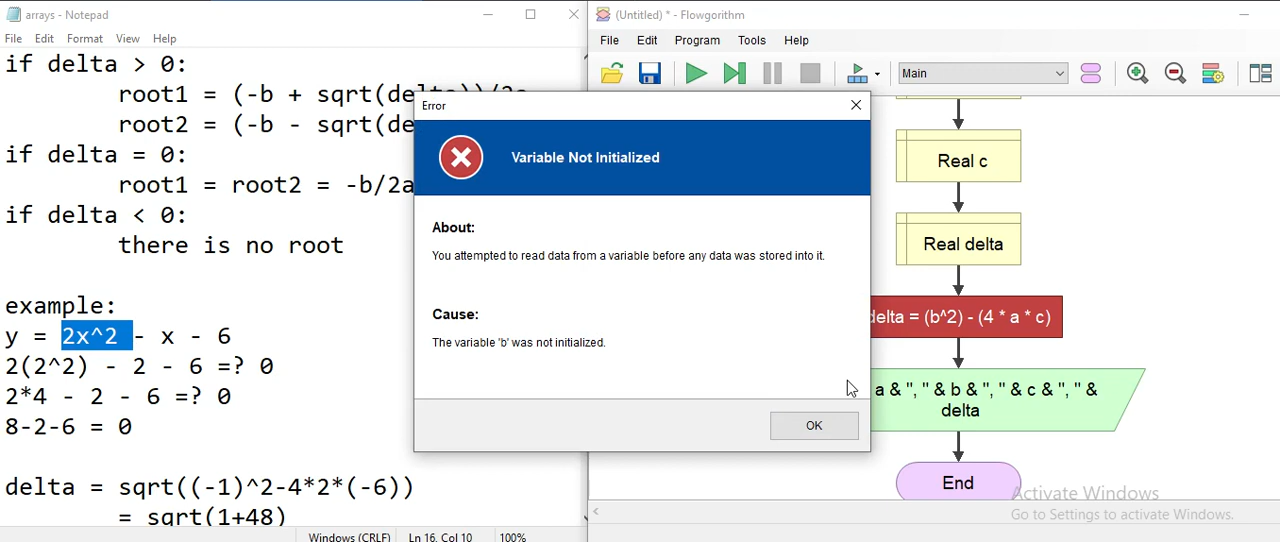 arrays - Notepad
File Edit Format View Help
if delta > 0:
root1 = (-b + sqrt(delta))/2a
root2 = (-b - sqrt(de
if delta = 0:
root1 = root2 = -b/2a
if delta < 0:
there is no root
example:
y = 2x^2 - x - 6
2(2^2) - 2 - 6 =? 0
2*4 - 2 - 6 =? 0
8-2-6 = 0
delta = sqrt((-1)^2-4*2*(-6))
= sqrt(1+48)
Windows (CRLF) Ln 16, Col 10 100%
Error
Variable Not Initialized
About:
You attempted to read data from a variable before any data was stored into it.
Cause:
The variable 'b' was not initialized.
OK
(Untitled) * - Flowgorithm
File Edit Program Tools Help
Main
Real c
Real delta
delta = (b^2) - (4 * a * c)
a & ", " & b & ", " & c & ", " &
delta
End
Activate Windows
Go to Settings to activate Windows.